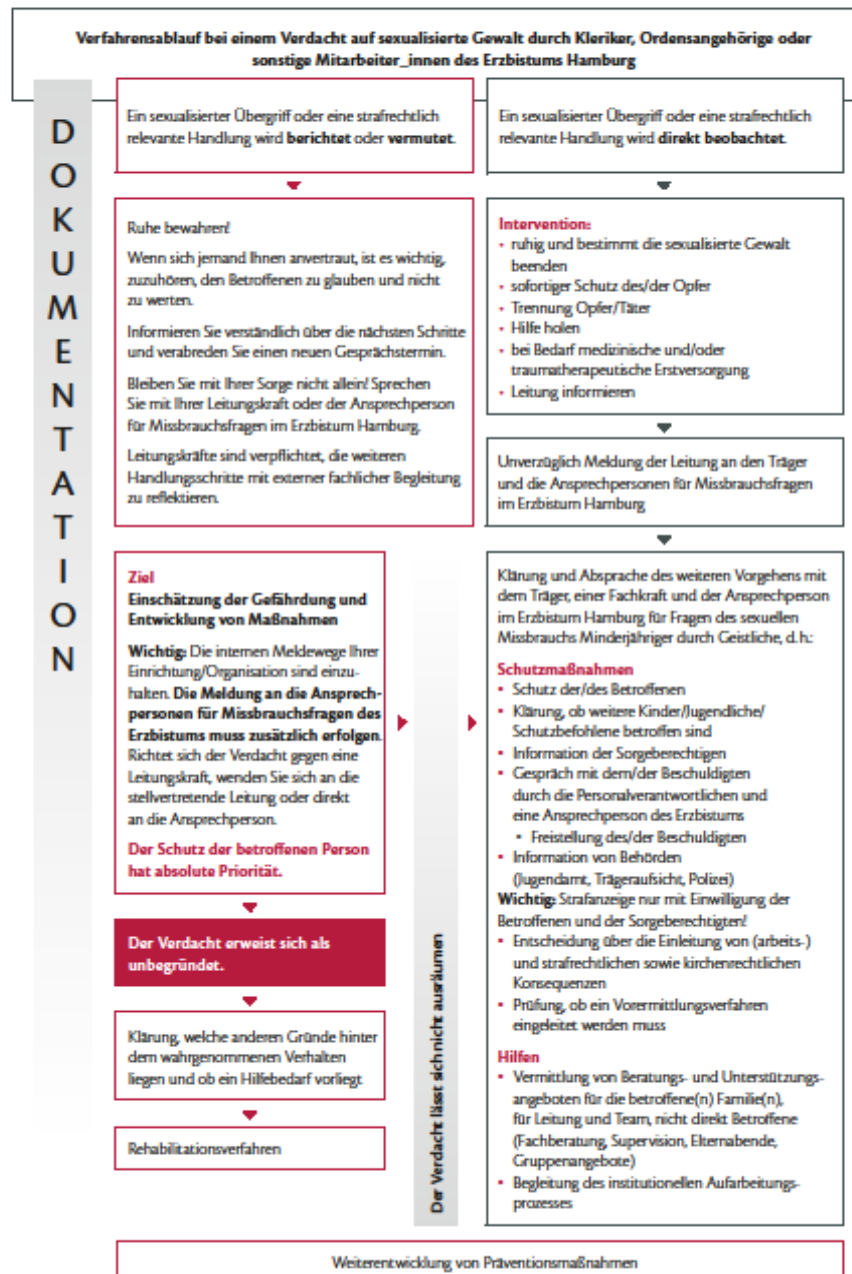 Verfahrensablauf bei einem Verdacht auf sexualisierte Gewalt durch Kleriker, Ordensangehörige oder
sonstige Mitarbeiter_innen des Erzbistums Hamburg
DOKUMENTATION
Ein sexualisierter Übergriff oder eine strafrechtlich
relevante Handlung wird berichtet oder vermutet.
Ruhe bewahren!
Wenn sich jemand Ihnen anvertraut, ist es wichtig,
zuzuhören, den Betroffenen zu glauben und nicht
zu werten.
Informieren Sie verständlich über die nächsten Schritte
und verabreden Sie einen neuen Gesprächstermin.
Bleiben Sie mit Ihrer Sorge nicht allein! Sprechen
Sie mit Ihrer Leitungskraft oder der Ansprechperson
für Missbrauchsfragen im Erzbistum Hamburg.
Leitungskräfte sind verpflichtet, die weiteren
Handlungsschritte mit externer fachlicher Begleitung
zu reflektieren.
Ziel
Einschätzung der Gefährdung und
Entwicklung von Maßnahmen
Wichtig: Die internen Meldewege Ihrer
Einrichtung/Organisation sind einzu-
halten. Die Meldung an die Ansprech-
personen für Missbrauchsfragen des
Erzbistums muss zusätzlich erfolgen.
Richtet sich der Verdacht gegen eine
Leitungskraft, wenden Sie sich an die
stellvertretende Leitung oder direkt
an die Ansprechperson.
Der Schutz der betroffenen Person
hat absolute Priorität.
Der Verdacht erweist sich als
unbegründet.
Klärung, welche anderen Gründe hinter
dem wahrgenommenen Verhalten
liegen und ob ein Hilfebedarf vorliegt
Rehabilitationsverfahren
Der Verdacht lässt sich nicht ausräumen
Ein sexualisierter Übergriff oder eine strafrechtlich
relevante Handlung wird direkt beobachtet.
Intervention:
• ruhig und bestimmt die sexualisierte Gewalt
beenden
• sofortiger Schutz des/der Opfer
• Trennung Opfer/Täter
• Hilfe holen
• bei Bedarf medizinische und/oder
traumatherapeutische Erstversorgung
• Leitung informieren
Unverzüglich Meldung der Leitung an den Träger
und die Ansprechpersonen für Missbrauchsfragen
im Erzbistum Hamburg
Klärung und Absprache des weiteren Vorgehens mit
dem Träger, einer Fachkraft und der Ansprechperson
im Erzbistum Hamburg für Fragen des sexuellen
Missbrauchs Minderjähriger durch Geistliche, d. h.:
Schutzmaßnahmen
• Schutz der/des Betroffenen
• Klärung, ob weitere Kinder/Jugendliche/
Schutzbefohlene betroffen sind
• Information der Sorgeberechtigen
• Gespräch mit dem/der Beschuldigten
durch die Personalverantwortlichen und
eine Ansprechperson des Erzbistums
• Freistellung des/der Beschuldigten
• Information von Behörden
(Jugendamt, Trägeraufsicht, Polizei)
Wichtig: Strafanzeige nur mit Einwilligung der
Betroffenen und der Sorgeberechtigten!
• Entscheidung über die Einleitung von (arbeits-)
und strafrechtlichen sowie kirchenrechtlichen
Konsequenzen
• Prüfung, ob ein Vorermittlungsverfahren
eingeleitet werden muss
Hilfen
• Vermittlung von Beratungs- und Unterstützungs-
angeboten für die betroffene(n) Familie(n),
für Leitung und Team, nicht direkt Betroffene
(Fachberatung, Supervision, Elternabende,
Gruppenangebote)
• Begleitung des institutionellen Aufarbeitungs-
prozesses
Weiterentwicklung von Präventionsmaßnahmen